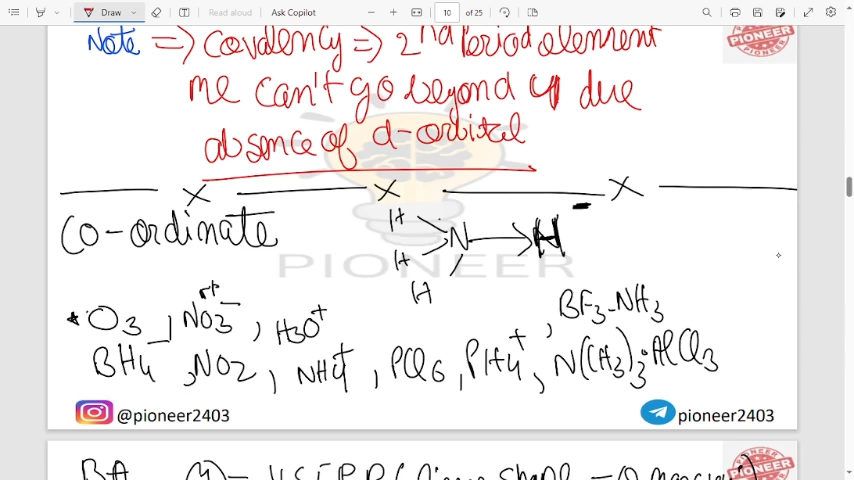 Draw
Read aloud
Ask Copilot
10
of 25
Note => Covalency => 2nd Period element
me can't go beyond 4 due
absence of d-orbital
PIONEER
x x x
Co-ordinate
H
H N → H
H
PIONEER
* O3, NO3-, H3O+, BF3-NH3
BH4-, NO2, NH4+, PCl6, PH4+, N(CH3)3.AlCl3
@pioneer2403
pioneer2403
PIONEER